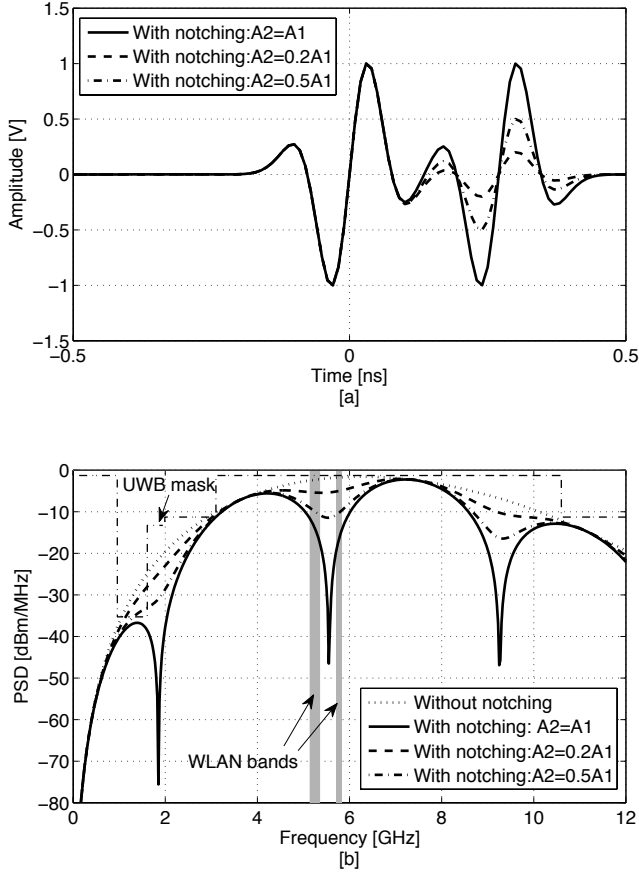 1.5
1
0.5
0
−0.5
−1
−1.5
Amplitude [V]
With notching:A2=A1
With notching:A2=0.2A1
With notching:A2=0.5A1
−0.5
0
0.5
Time [ns]
[a]
0
−10
−20
−30
−40
−50
−60
−70
−80
PSD [dBm/MHz]
UWB mask
WLAN bands
Without notching
With notching: A2=A1
With notching:A2=0.2A1
With notching:A2=0.5A1
0
2
4
6
8
10
12
Frequency [GHz]
[b]